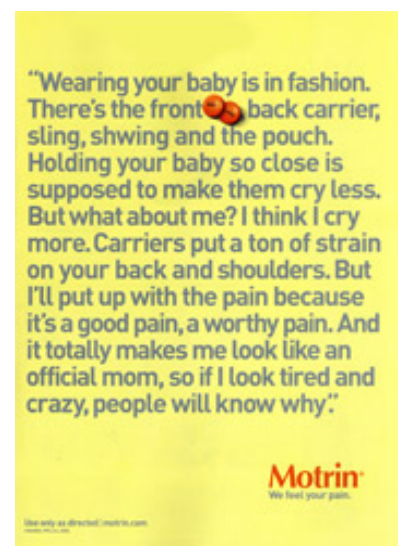 “Wearing your baby is in fashion.
There's the front back carrier,
sling, shwing and the pouch.
Holding your baby so close is
supposed to make them cry less.
But what about me? I think I cry
more. Carriers put a ton of strain
on your back and shoulders. But
I'll put up with the pain because
it's a good pain, a worthy pain. And
it totally makes me look like an
official mom, so if I look tired and
crazy, people will know why.”
Motrin
We feel your pain.
Use only as directed. motrin.com